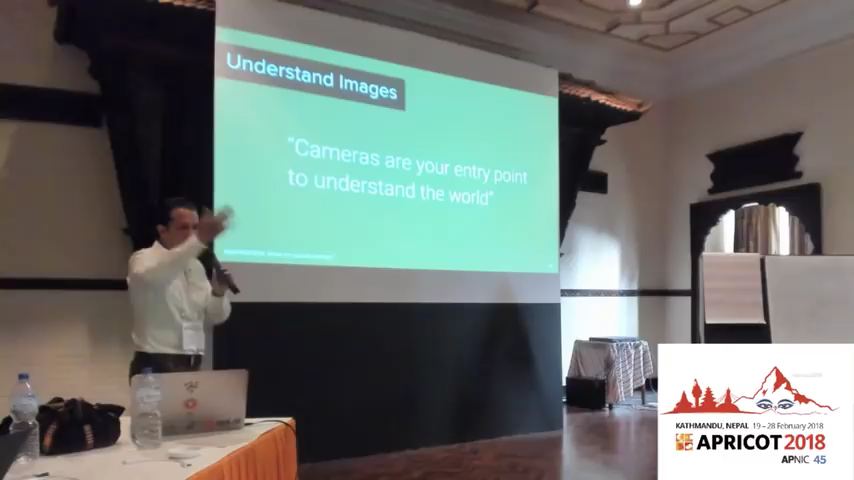 Understand Images
"Cameras are your entry point
to understand the world"
KATHMANDU, NEPAL 19 – 28 February 2018
APRICOT 2018
APNIC 45